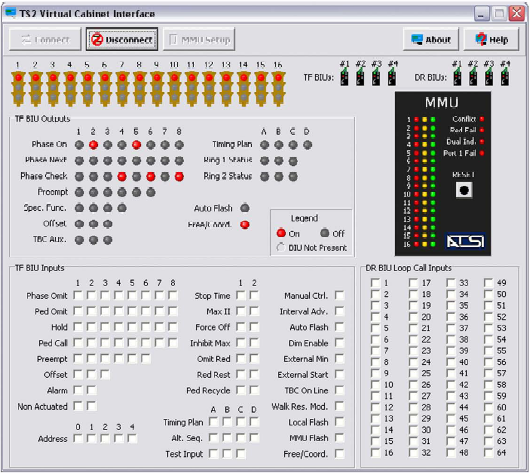 TS2 Virtual Cabinet Interface
Connect Disconnect MMU Setup About Help
1 2 3 4 5 6 7 8 9 10 11 12 13 14 15 16
TF BIUs: #1 #2 #3 #4 DR BIUs: #1 #2 #3 #4
TF BIU Outputs
1 2 3 4 5 6 7 8 A B C D
Phase On Timing Plan
Phase Next Ring 1 Status
Phase Check Ring 2 Status
Preempt
Spec. Func. Auto Flash
Offset Free/Coord.
TBC Aux.
Legend
On Off
BIU Not Present
MMU
1 Conflict
2 Red Fail
3
4 Dual Ind.
5 Port 1 Fail
6
7
8 RESET
9
10
11
12
13
14
15
16 ATSI
TF BIU Inputs
1 2 3 4 5 6 7 8 1 2
Phase Omit Stop Time Manual Ctrl.
Ped Omit Max II Interval Adv.
Hold Force Off Auto Flash
Ped Call Inhibit Max Dim Enable
Preempt Omit Red External Min
Offset Red Rest External Start
Alarm Ped Recycle TBC On Line
Non Actuated Walk Res. Mod.
A B C D
Timing Plan Local Flash
0 1 2 3 4
Address Alt. Seq. MMU Flash
Test Input Free/Coord.
DR BIU Loop Call Inputs
1 17 33 49
2 18 34 50
3 19 35 51
4 20 36 52
5 21 37 53
6 22 38 54
7 23 39 55
8 24 40 56
9 25 41 57
10 26 42 58
11 27 43 59
12 28 44 60
13 29 45 61
14 30 46 62
15 31 47 63
16 32 48 64